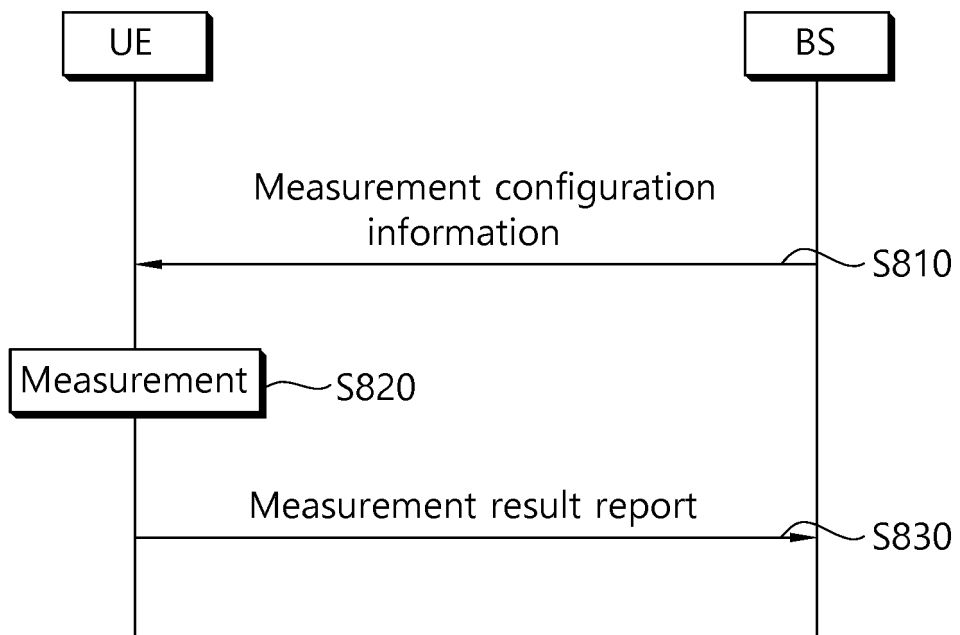 UE
BS
Measurement configuration
information
S810
Measurement
S820
Measurement result report
S830